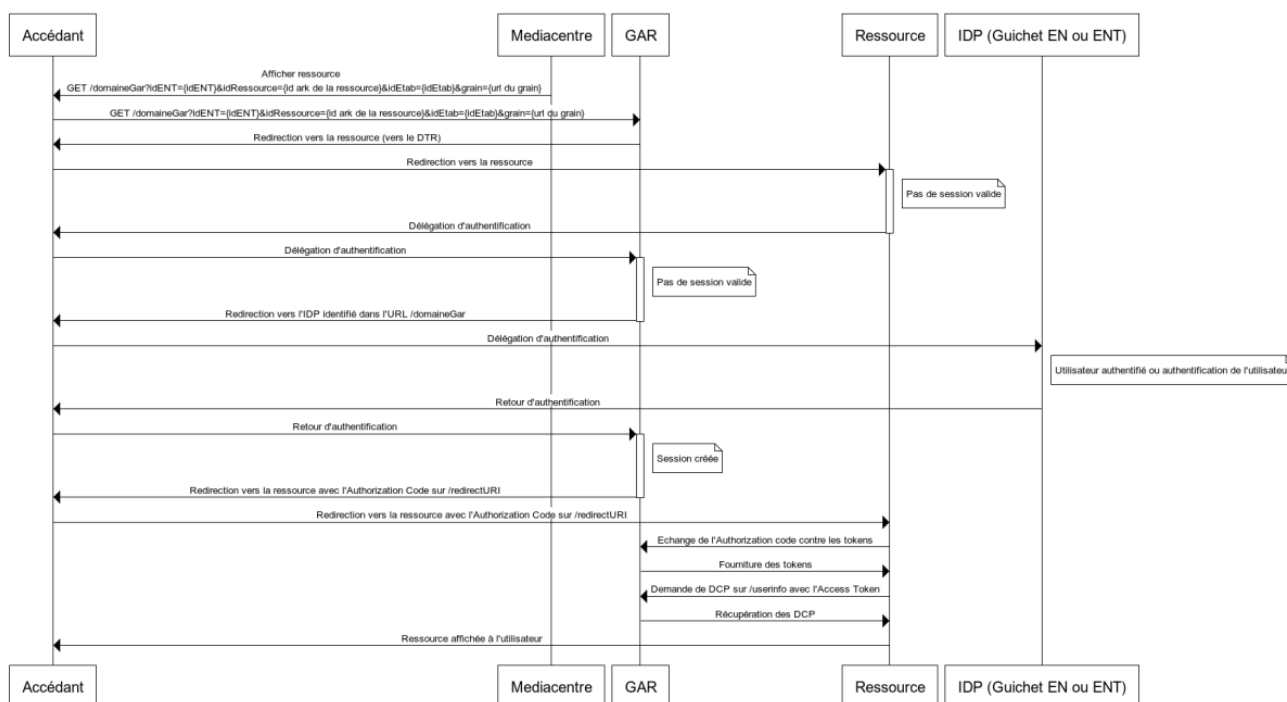 Accédant
Mediacentre
GAR
Ressource
IDP (Guichet EN ou ENT)
Afficher ressource
GET /domaineGar?idENT={idENT}&idRessource={id ark de la ressource}&idEtab={idEtab}&grain={url du grain}
GET /domaineGar?idENT={idENT}&idRessource={id ark de la ressource}&idEtab={idEtab}&grain={url du grain}
Redirection vers la ressource (vers le DTR)
Redirection vers la ressource
Pas de session valide
Délégation d'authentification
Délégation d'authentification
Pas de session valide
Redirection vers l'IDP identifié dans l'URL /domaineGar
Délégation d'authentification
Utilisateur authentifié ou authentification de l'utilisateu
Retour d'authentification
Retour d'authentification
Session créée
Redirection vers la ressource avec l'Authorization Code sur /redirectURI
Redirection vers la ressource avec l'Authorization Code sur /redirectURI
Echange de l'Authorization code contre les tokens
Fourniture des tokens
Demande de DCP sur /userinfo avec l'Access Token
Récupération des DCP
Ressource affichée à l'utilisateur
Accédant
Mediacentre
GAR
Ressource
IDP (Guichet EN ou ENT)